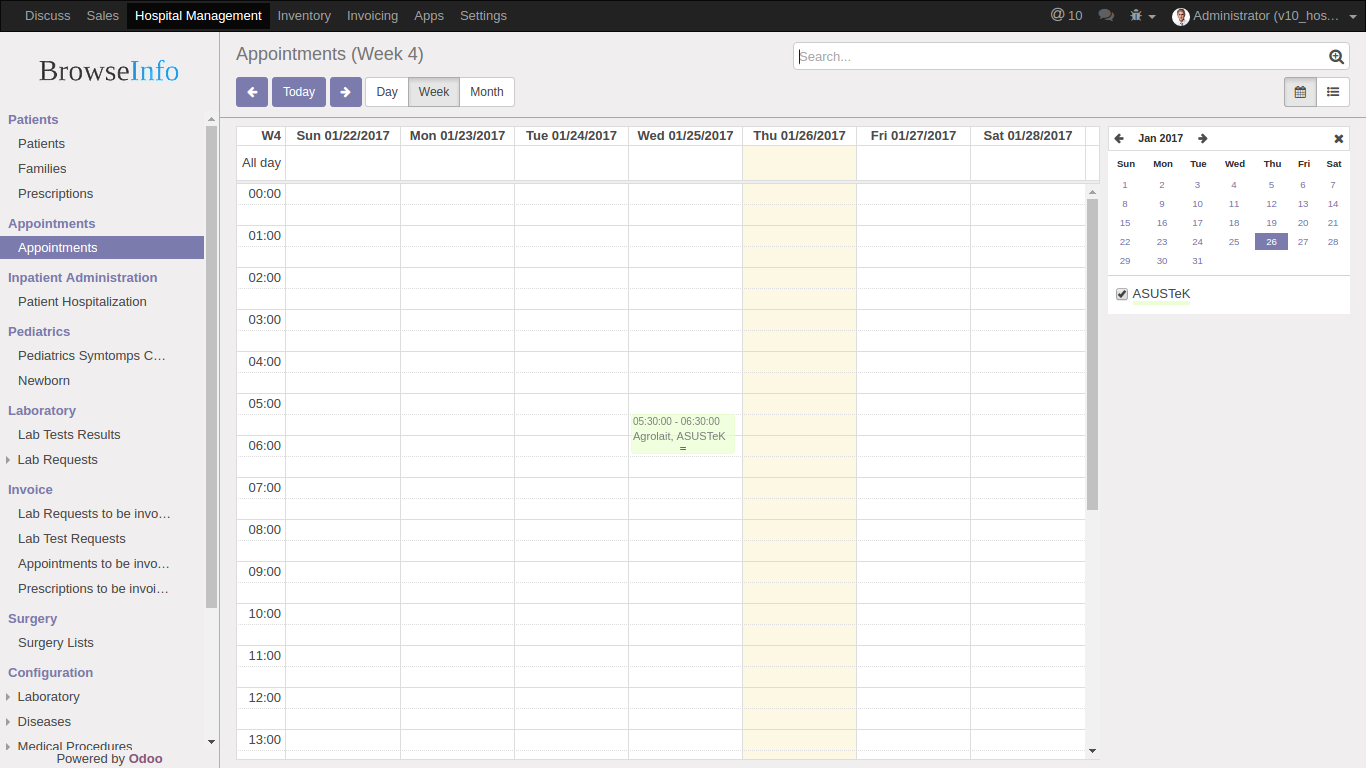 Discuss Sales Hospital Management Inventory Invoicing Apps Settings @ 10 Administrator (v10_hos...
BrowseInfo
Patients
Patients
Families
Prescriptions
Appointments
Appointments
Inpatient Administration
Patient Hospitalization
Pediatrics
Pediatrics Symtomps C...
Newborn
Laboratory
Lab Tests Results
Lab Requests
Invoice
Lab Requests to be invo...
Lab Test Requests
Appointments to be invo...
Prescriptions to be invoi...
Surgery
Surgery Lists
Configuration
Laboratory
Diseases
Medical Procedures
Powered by Odoo
Appointments (Week 4)
Search...
Today Day Week Month
W4 Sun 01/22/2017 Mon 01/23/2017 Tue 01/24/2017 Wed 01/25/2017 Thu 01/26/2017 Fri 01/27/2017 Sat 01/28/2017
All day
00:00
01:00
02:00
03:00
04:00
05:00
05:30:00 - 06:30:00
Agrolait, ASUSTeK
06:00
07:00
08:00
09:00
10:00
11:00
12:00
13:00
Jan 2017
Sun Mon Tue Wed Thu Fri Sat
1 2 3 4 5 6 7
8 9 10 11 12 13 14
15 16 17 18 19 20 21
22 23 24 25 26 27 28
29 30 31
ASUSTeK